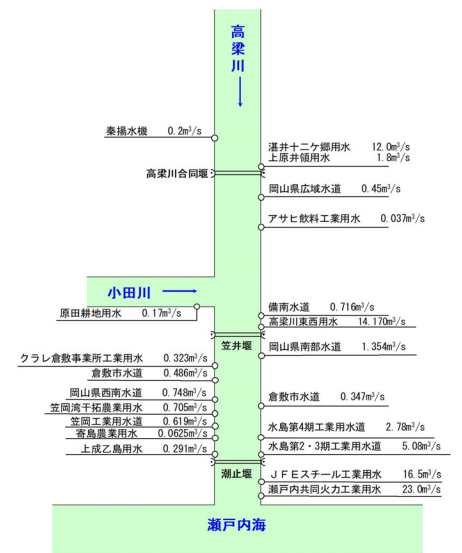 高梁川
秦揚水機 0.2m³/s
湛井十二ケ郷用水 12.0m³/s
上原井領用水 1.8m³/s
高梁川合同堰
岡山県広域水道 0.45m³/s
アサヒ飲料工業用水 0.037m³/s
小田川
原田耕地用水 0.17m³/s
備南水道 0.716m³/s
高梁川東西用水 14.170m³/s
笠井堰
岡山県南部水道 1.354m³/s
クラレ倉敷事業所工業用水 0.323m³/s
倉敷市水道 0.486m³/s
岡山県西南水道 0.748m³/s
倉敷市水道 0.347m³/s
笠岡湾干拓農業用水 0.705m³/s
笠岡工業用水道 0.619m³/s
寄島農業用水 0.0625m³/s
水島第4期工業用水道 2.78m³/s
上成乙島用水 0.291m³/s
水島第2・3期工業用水道 5.08m³/s
潮止堰
JFEスチール工業用水 16.5m³/s
瀬戸内共同火力工業用水 23.0m³/s
瀬戸内海